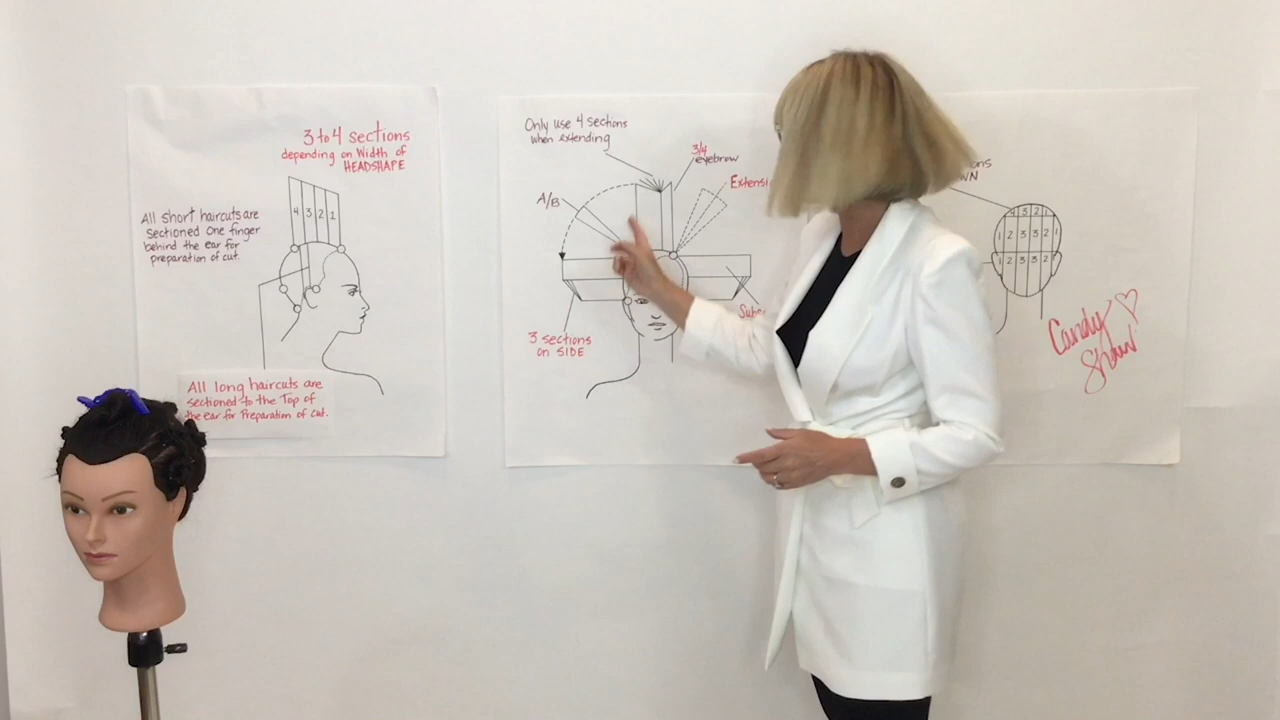 3 to 4 sections
depending on Width of
HEADSHAPE
4 3 2 1
All short haircuts are
sectioned one finger
behind the ear for
preparation of cut.
All long haircuts are
sectioned to the Top of
the ear for Preparation of Cut.
Only use 4 sections
when extending
3/4
eyebrow
A/B
3 sections
on SIDE
4 3 2 1
1 2 3 3 2 1
1 2 3 3 2
Candy
Shaw